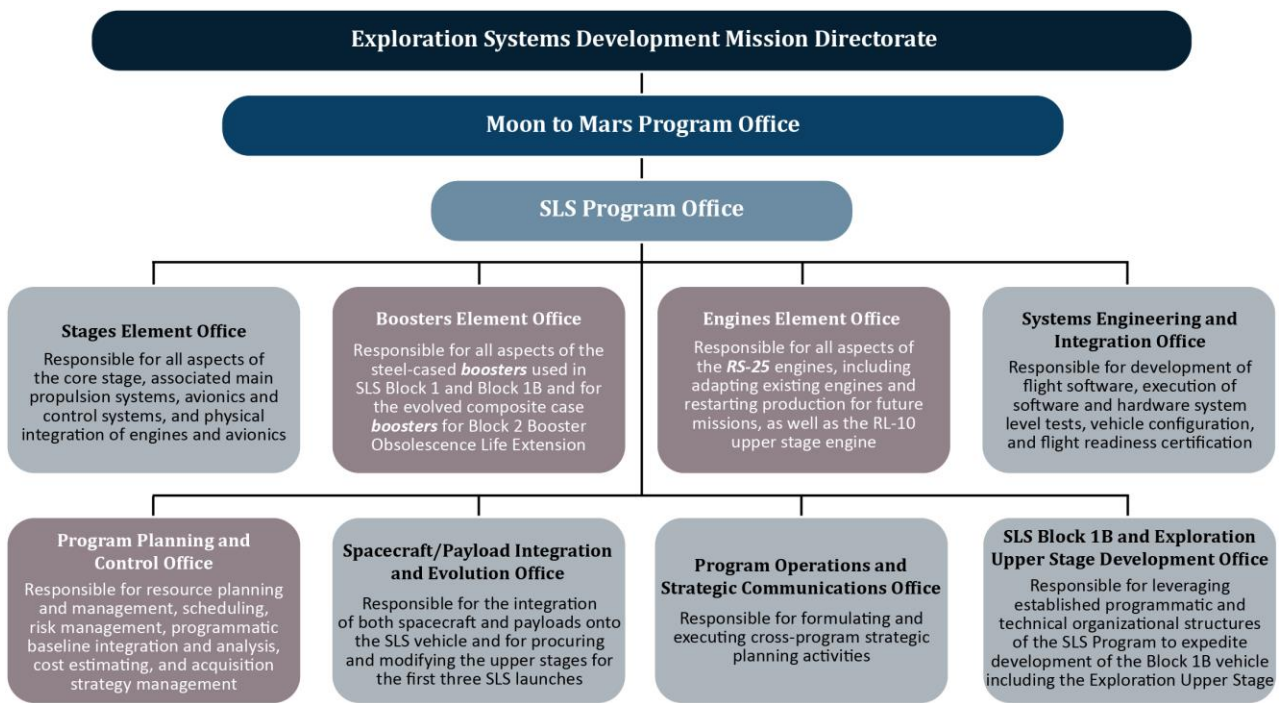 Exploration Systems Development Mission Directorate
Moon to Mars Program Office
SLS Program Office
Stages Element Office
Responsible for all aspects of
the core stage, associated main
propulsion systems, avionics and
control systems, and physical
integration of engines and avionics
Boosters Element Office
Responsible for all aspects of the
steel-cased boosters used in
SLS Block 1 and Block 1B and for
the evolved composite case
boosters for Block 2 Booster
Obsolescence Life Extension
Engines Element Office
Responsible for all aspects of
the RS-25 engines, including
adapting existing engines and
restarting production for future
missions, as well as the RL-10
upper stage engine
Systems Engineering and
Integration Office
Responsible for development of
flight software, execution of
software and hardware system
level tests, vehicle configuration,
and flight readiness certification
Program Planning and
Control Office
Responsible for resource planning
and management, scheduling,
risk management, programmatic
baseline integration and analysis,
cost estimating, and acquisition
strategy management
Spacecraft/Payload Integration
and Evolution Office
Responsible for the integration
of both spacecraft and payloads onto
the SLS vehicle and for procuring
and modifying the upper stages for
the first three SLS launches
Program Operations and
Strategic Communications Office
Responsible for formulating and
executing cross-program strategic
planning activities
SLS Block 1B and Exploration
Upper Stage Development Office
Responsible for leveraging
established programmatic and
technical organizational structures
of the SLS Program to expedite
development of the Block 1B vehicle
including the Exploration Upper Stage